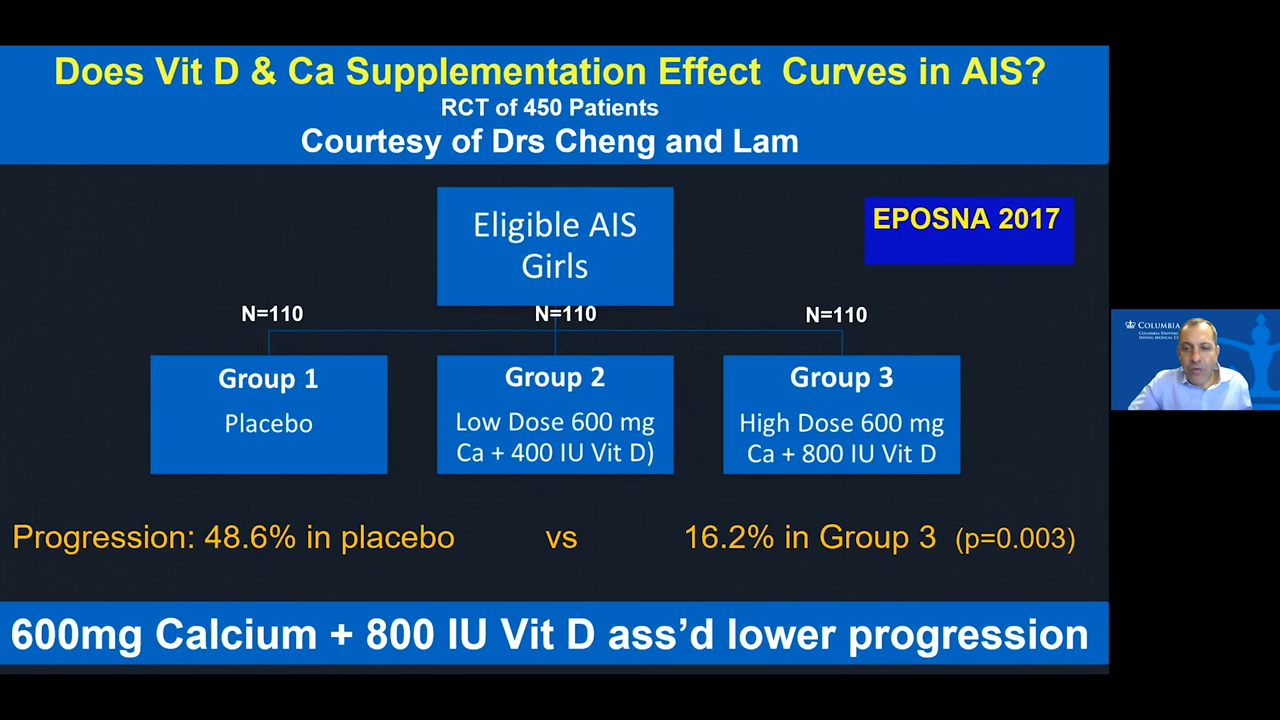 Does Vit D & Ca Supplementation Effect Curves in AIS?
RCT of 450 Patients
Courtesy of Drs Cheng and Lam
Eligible AIS
Girls
EPOSNA 2017
N=110
N=110
N=110
Group 1
Placebo
Group 2
Low Dose 600 mg
Ca + 400 IU Vit D)
Group 3
High Dose 600 mg
Ca + 800 IU Vit D
Progression: 48.6% in placebo vs 16.2% in Group 3 (p=0.003)
600mg Calcium + 800 IU Vit D ass’d lower progression
COLUMBIA